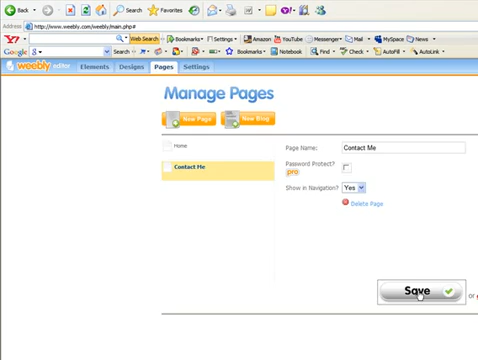 Back Search Favorites
Address http://www.weebly.com/weebly/main.php#
Y! Web Search Bookmarks Settings Amazon YouTube Messenger Mail MySpace News
Google Search Bookmarks Notebook Find Check AutoLink AutoFill
weebly editor Elements Designs Pages Settings
Manage Pages
New Page New Blog
Home Page Name: Contact Me
Contact Me Password Protect?
pro
Show in Navigation? Yes
Delete Page
Save or